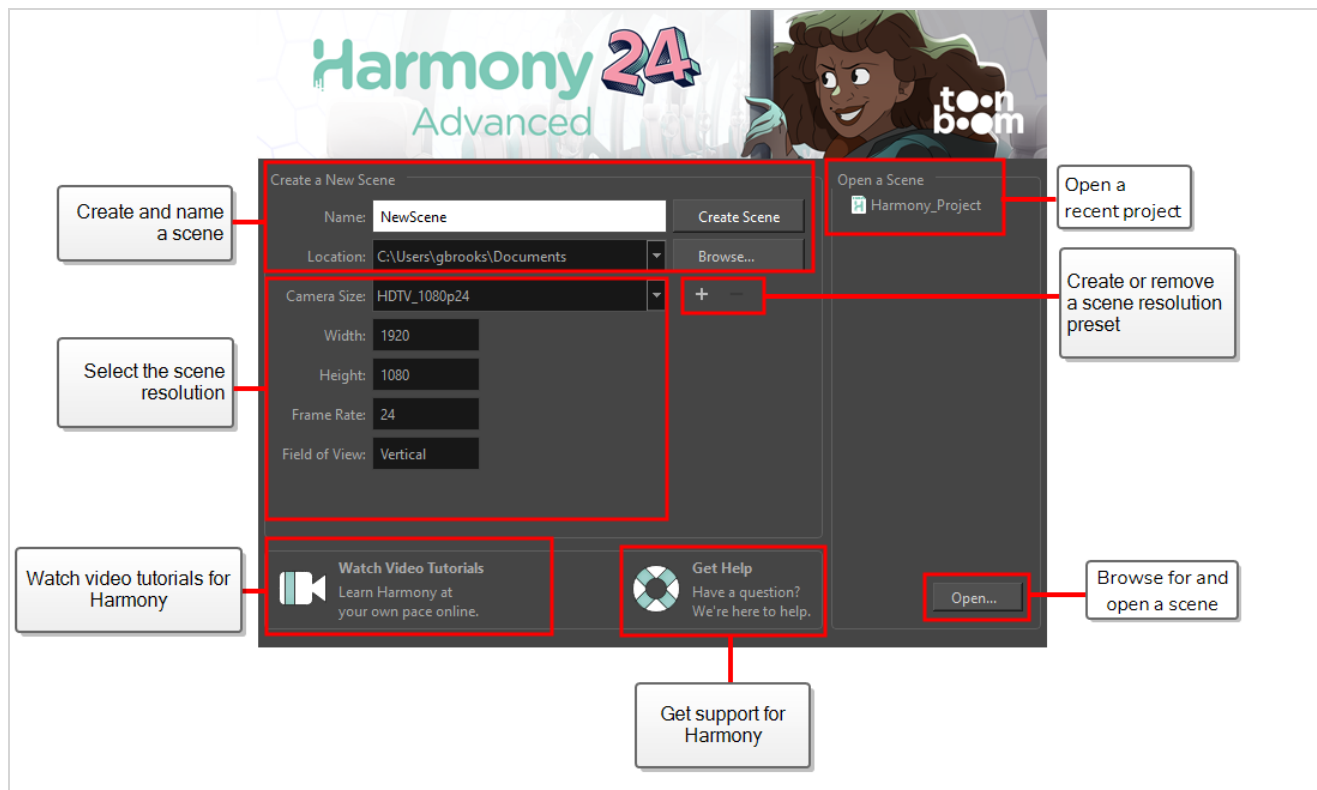 Harmony 24
Advanced
toon
boom
Create a New Scene
Name: NewScene Create Scene
Location: C:\Users\gbrooks\Documents Browse...
Camera Size: HDTV_1080p24 + −
Width: 1920
Height: 1080
Frame Rate: 24
Field of View: Vertical
Open a Scene
Harmony_Project
Open...
Watch Video Tutorials
Learn Harmony at
your own pace online.
Get Help
Have a question?
We're here to help.
Create and name
a scene
Select the scene
resolution
Watch video tutorials for
Harmony
Open a
recent project
Create or remove
a scene resolution
preset
Browse for and
open a scene
Get support for
Harmony